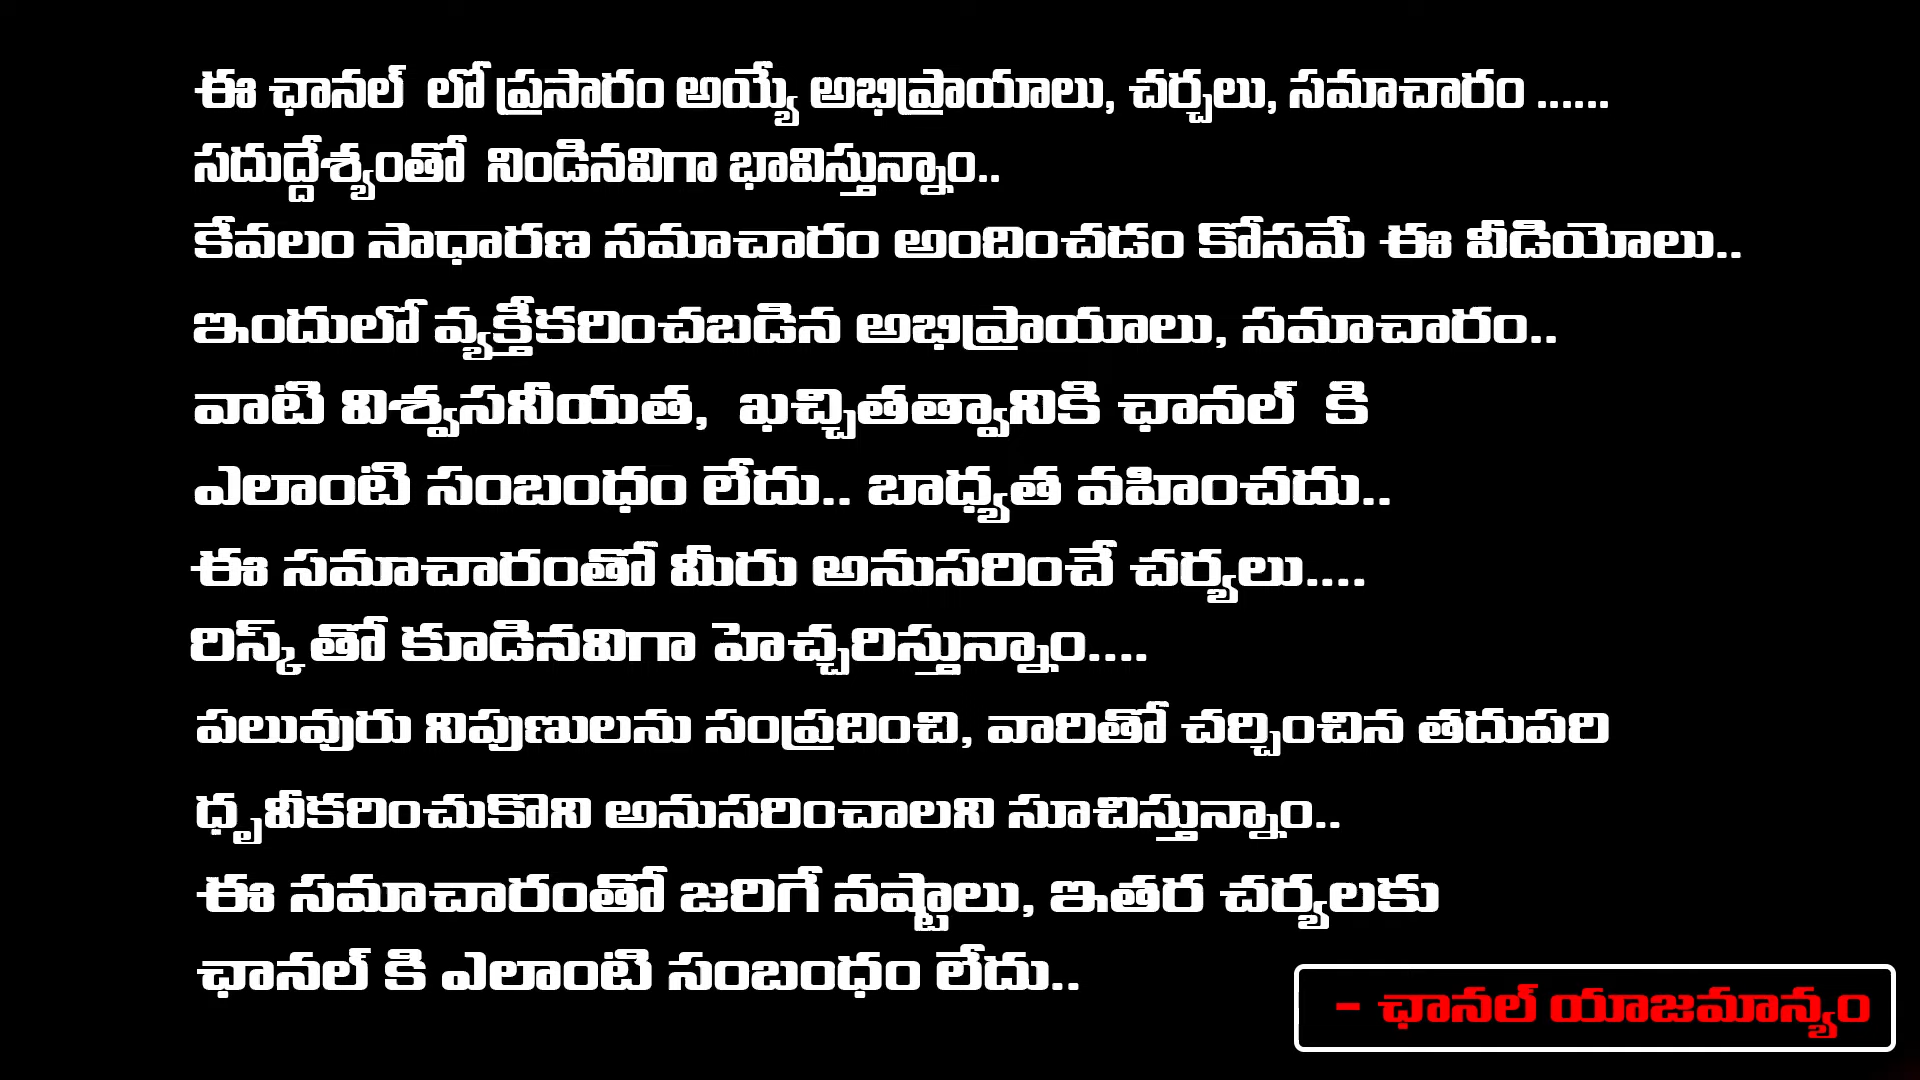 ఈ ఛానల్ లో ప్రసారం అయ్యే అభిప్రాయాలు, చర్చలు, సమాచారం ......
సదుద్దేశ్యంతో నిండినవిగా భావిస్తున్నాం..
కేవలం సాధారణ సమాచారం అందించడం కోసమే ఈ వీడియోలు..
ఇందులో వ్యక్తీకరించబడిన అభిప్రాయాలు, సమాచారం..
వాటి విశ్వసనీయత, ఖచ్చితత్వానికి ఛానల్ కి
ఎలాంటి సంబంధం లేదు.. బాధ్యత వహించదు..
ఈ సమాచారంతో మీరు అనుసరించే చర్యలు....
రిస్క్ తో కూడినవిగా హెచ్చరిస్తున్నాం....
పలువురు నిపుణులను సంప్రదించి, వారితో చర్చించిన తదుపరి
ధృవీకరించుకొని అనుసరించాలని సూచిస్తున్నాం..
ఈ సమాచారంతో జరిగే నష్టాలు, ఇతర చర్యలకు
ఛానల్ కి ఎలాంటి సంబంధం లేదు..
- ఛానల్ యాజమాన్యం